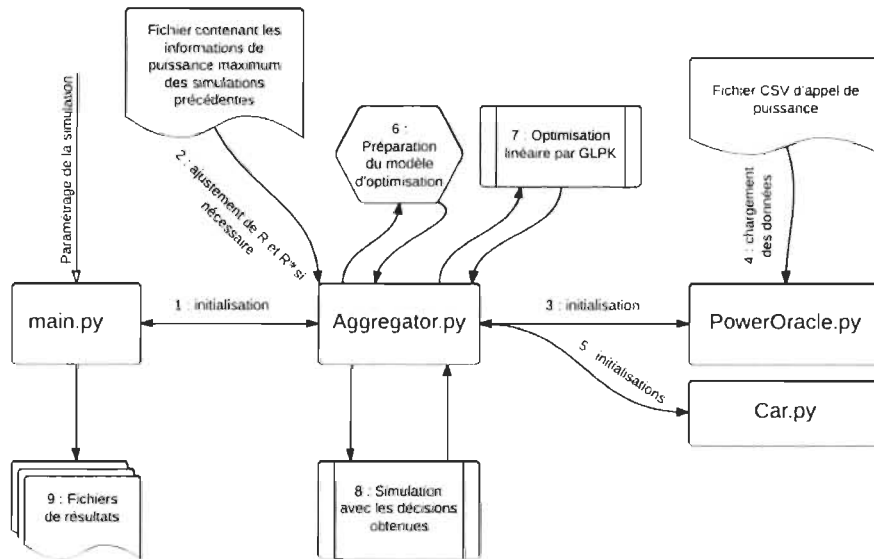 Fichier contenant les
informations de
puissance maximum
des simulations
précédentes
Paramétrage de la simulation
2 : ajustement de R et R* si
nécessaire
6 :
Préparation
du modèle
d'optimisation
7 : Optimisation
linéaire par GLPK
Fichier CSV d'appel de
puissance
4 : chargement
des données
main.py
1 : initialisation
Aggregator.py
3 : initialisation
PowerOracle.py
5 : initialisations
Car.py
9 : Fichiers
de résultats
8 : Simulation
avec les décisions
obtenues